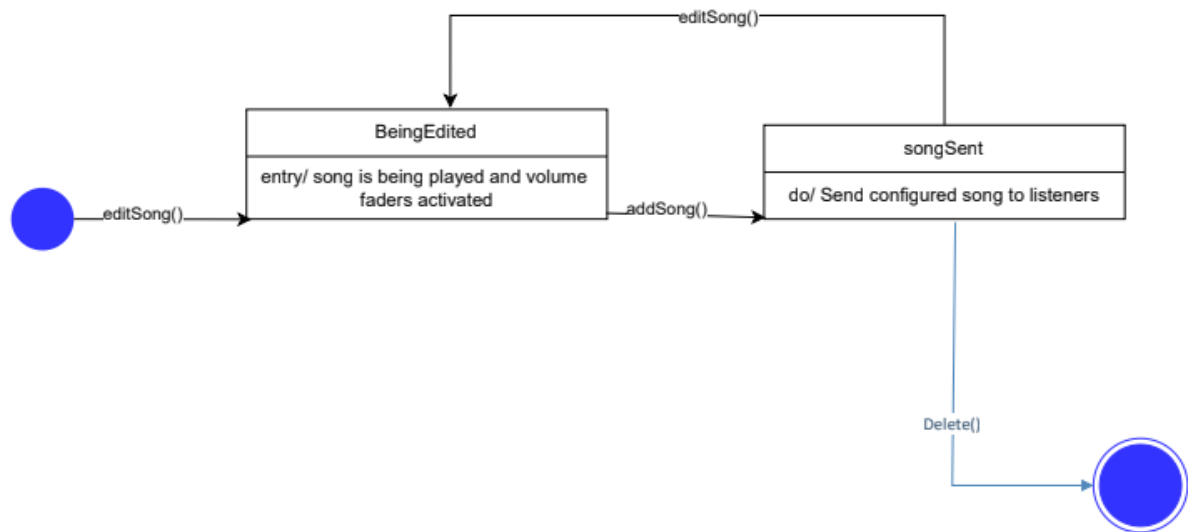 editSong()
BeingEdited
songSent
entry/ song is being played and volume
faders activated
do/ Send configured song to listeners
editSong()
addSong()
Delete()